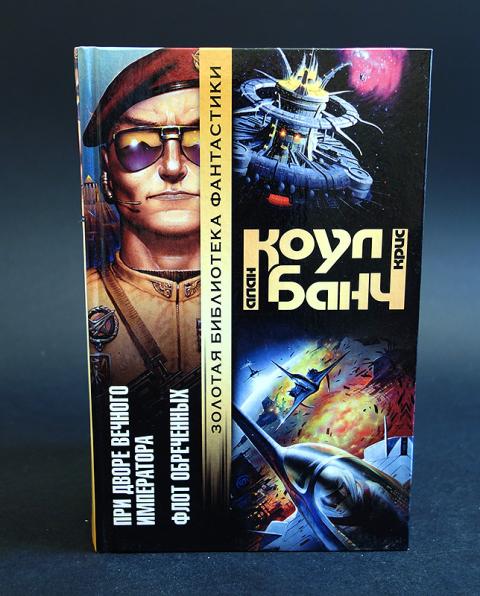 ПРИ ДВОРЕ ВЕЧНОГО
ИМПЕРАТОРА
ФЛОТ ОБРЕЧЕННЫХ
ЗОЛОТАЯ БИБЛИОТЕКА ФАНТАСТИКИ
алан
Коул
Банч
крис